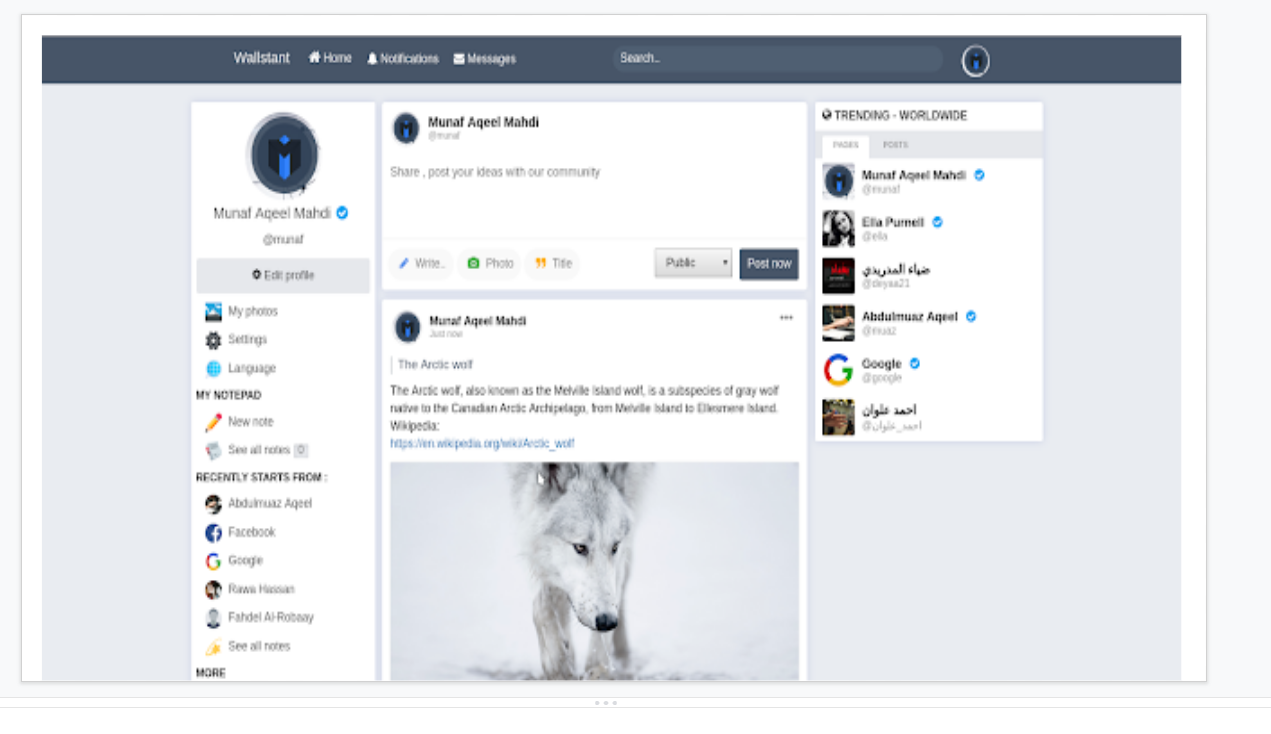 Wallstant Home Notifications Messages Search..
Munaf Aqeel Mahdi
@munaf
Edit profile
My photos
Settings
Language
MY NOTEPAD
New note
See all notes 0
RECENTLY STARTS FROM :
Abdulmuaz Aqeel
Facebook
Google
Rawa Hassan
Fahdel Al-Robaay
See all notes
MORE
Munaf Aqeel Mahdi
@munaf
Share , post your ideas with our community
Write.. Photo Title Public Post now
Munaf Aqeel Mahdi
Just now
The Arctic wolf
The Arctic wolf, also known as the Melville Island wolf, is a subspecies of gray wolf
native to the Canadian Arctic Archipelago, from Melville Island to Ellesmere Island.
Wikipedia:
https://en.wikipedia.org/wiki/Arctic_wolf
TRENDING - WORLDWIDE
PAGES POSTS
Munaf Aqeel Mahdi
@munaf
Ella Purnell
@ella
ضياء المدريدي
@deyaa21
Abdulmuaz Aqeel
@muaz
Google
@google
احمد علوان
@احمد_علوان